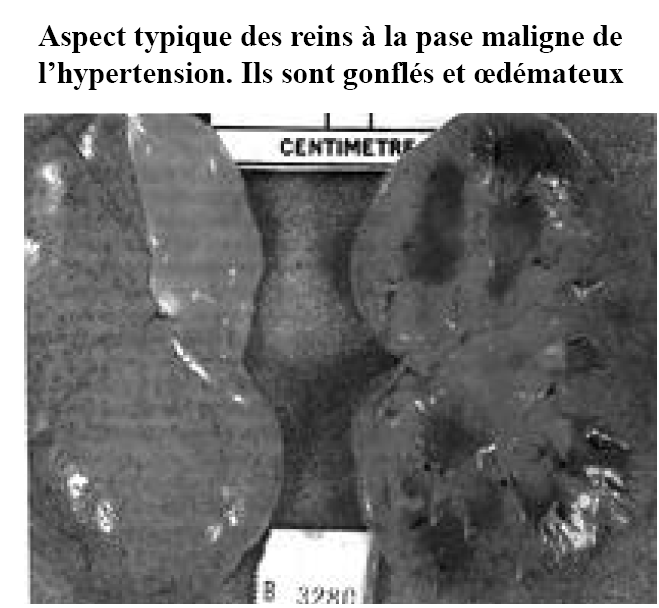 Aspect typique des reins à la pase maligne de
l’hypertension. Ils sont gonflés et œdémateux
CENTIMETRE
B 3280